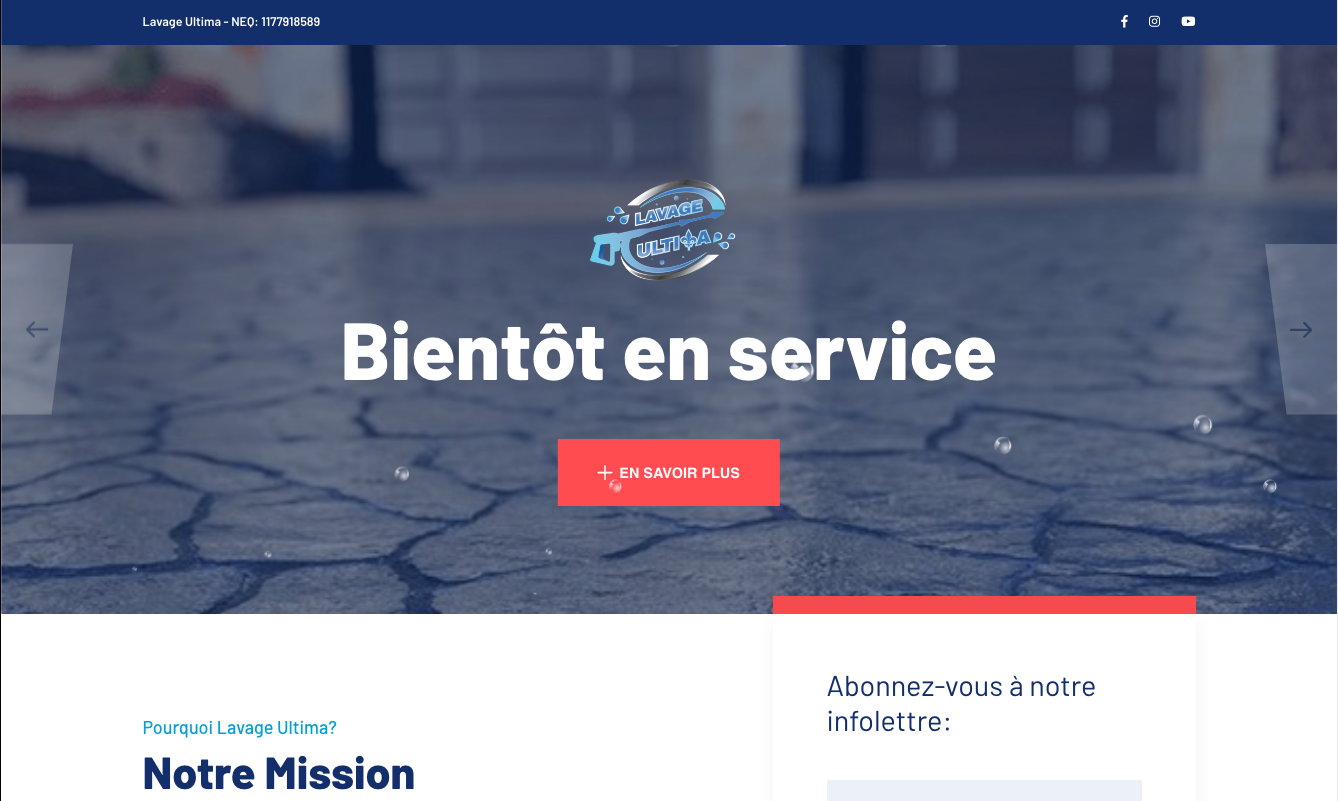 Lavage Ultima - NEQ: 1177918589
LAVAGE
ULTIMA
Bientôt en service
EN SAVOIR PLUS
Abonnez-vous à notre
infolettre:
Pourquoi Lavage Ultima?
Notre Mission